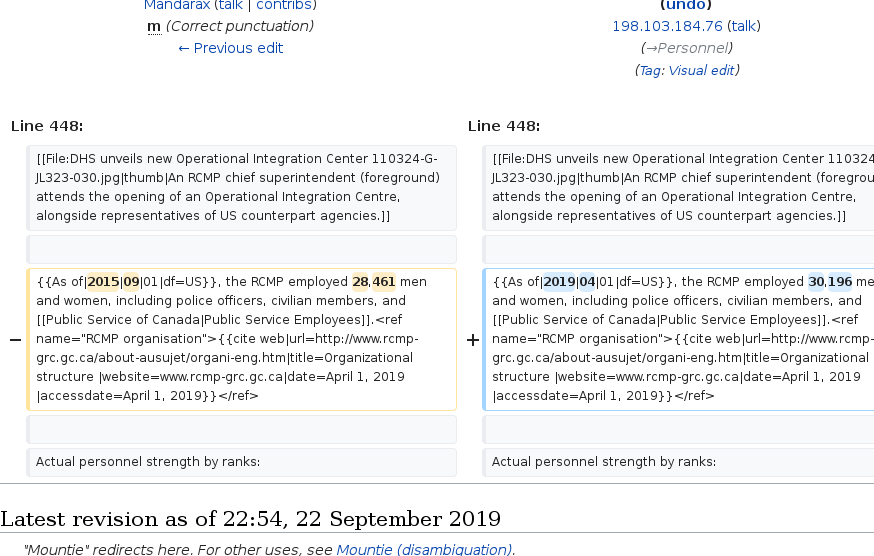 Mandarax (talk | contribs)
m (Correct punctuation)
← Previous edit
(undo)
198.103.184.76 (talk)
(→Personnel)
(Tag: Visual edit)
Line 448:
[[File:DHS unveils new Operational Integration Center 110324-G-
JL323-030.jpg|thumb|An RCMP chief superintendent (foreground)
attends the opening of an Operational Integration Centre,
alongside representatives of US counterpart agencies.]]
− {{As of|2015|09|01|df=US}}, the RCMP employed 28,461 men
and women, including police officers, civilian members, and
[[Public Service of Canada|Public Service Employees]].<ref
name="RCMP organisation">{{cite web|url=http://www.rcmp-
grc.gc.ca/about-ausujet/organi-eng.htm|title=Organizational
structure |website=www.rcmp-grc.gc.ca|date=April 1, 2019
|accessdate=April 1, 2019}}</ref>
Actual personnel strength by ranks:
Line 448:
[[File:DHS unveils new Operational Integration Center 110324
JL323-030.jpg|thumb|An RCMP chief superintendent (foregrou
attends the opening of an Operational Integration Centre,
alongside representatives of US counterpart agencies.]]
+ {{As of|2019|04|01|df=US}}, the RCMP employed 30,196 me
and women, including police officers, civilian members, and
[[Public Service of Canada|Public Service Employees]].<ref
name="RCMP organisation">{{cite web|url=http://www.rcmp-
grc.gc.ca/about-ausujet/organi-eng.htm|title=Organizational
structure |website=www.rcmp-grc.gc.ca|date=April 1, 2019
|accessdate=April 1, 2019}}</ref>
Actual personnel strength by ranks:
Latest revision as of 22:54, 22 September 2019
"Mountie" redirects here. For other uses, see Mountie (disambiguation).